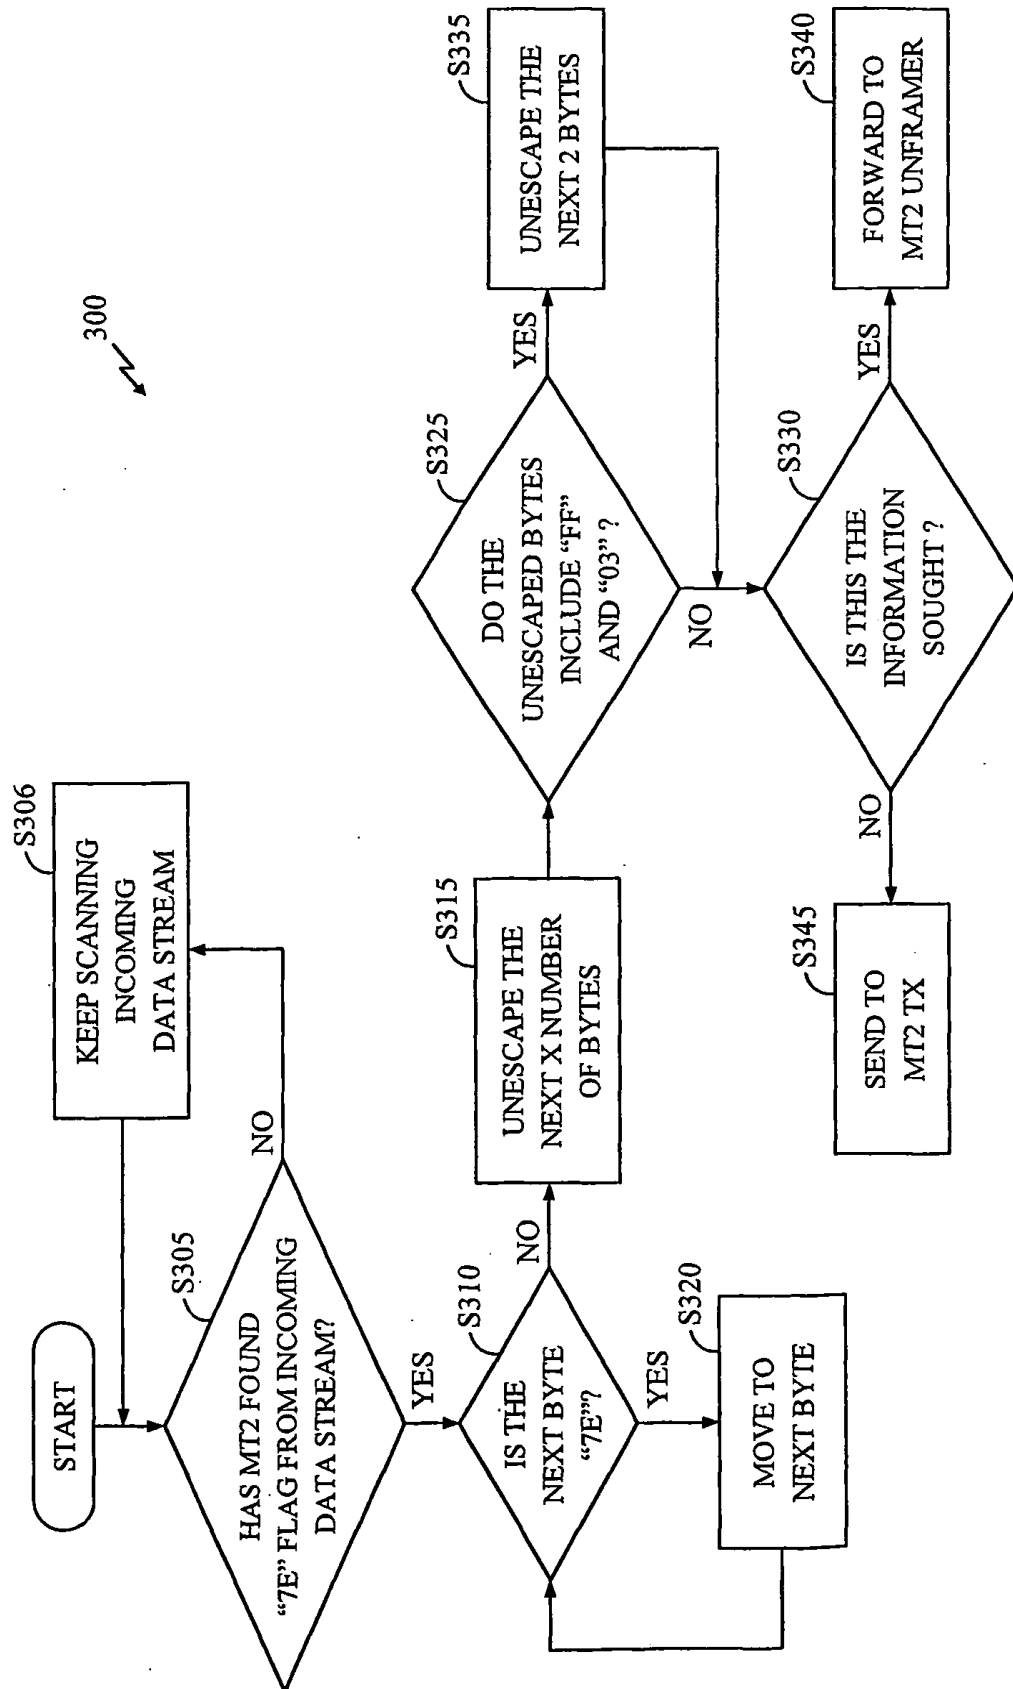 300
START
S305
HAS MT2 FOUND
“7E” FLAG FROM INCOMING
DATA STREAM?
NO
S306
KEEP SCANNING
INCOMING
DATA STREAM
YES
S310
IS THE
NEXT BYTE
“7E”?
YES
S320
MOVE TO
NEXT BYTE
NO
S315
UNESCAPE THE
NEXT X NUMBER
OF BYTES
S325
DO THE
UNESCAPED BYTES
INCLUDE “FF”
AND “03” ?
YES
S335
UNESCAPE THE
NEXT 2 BYTES
NO
S330
IS THIS THE
INFORMATION
SOUGHT ?
YES
S340
FORWARD TO
MT2 UNFRAMER
NO
S345
SEND TO
MT2 TX